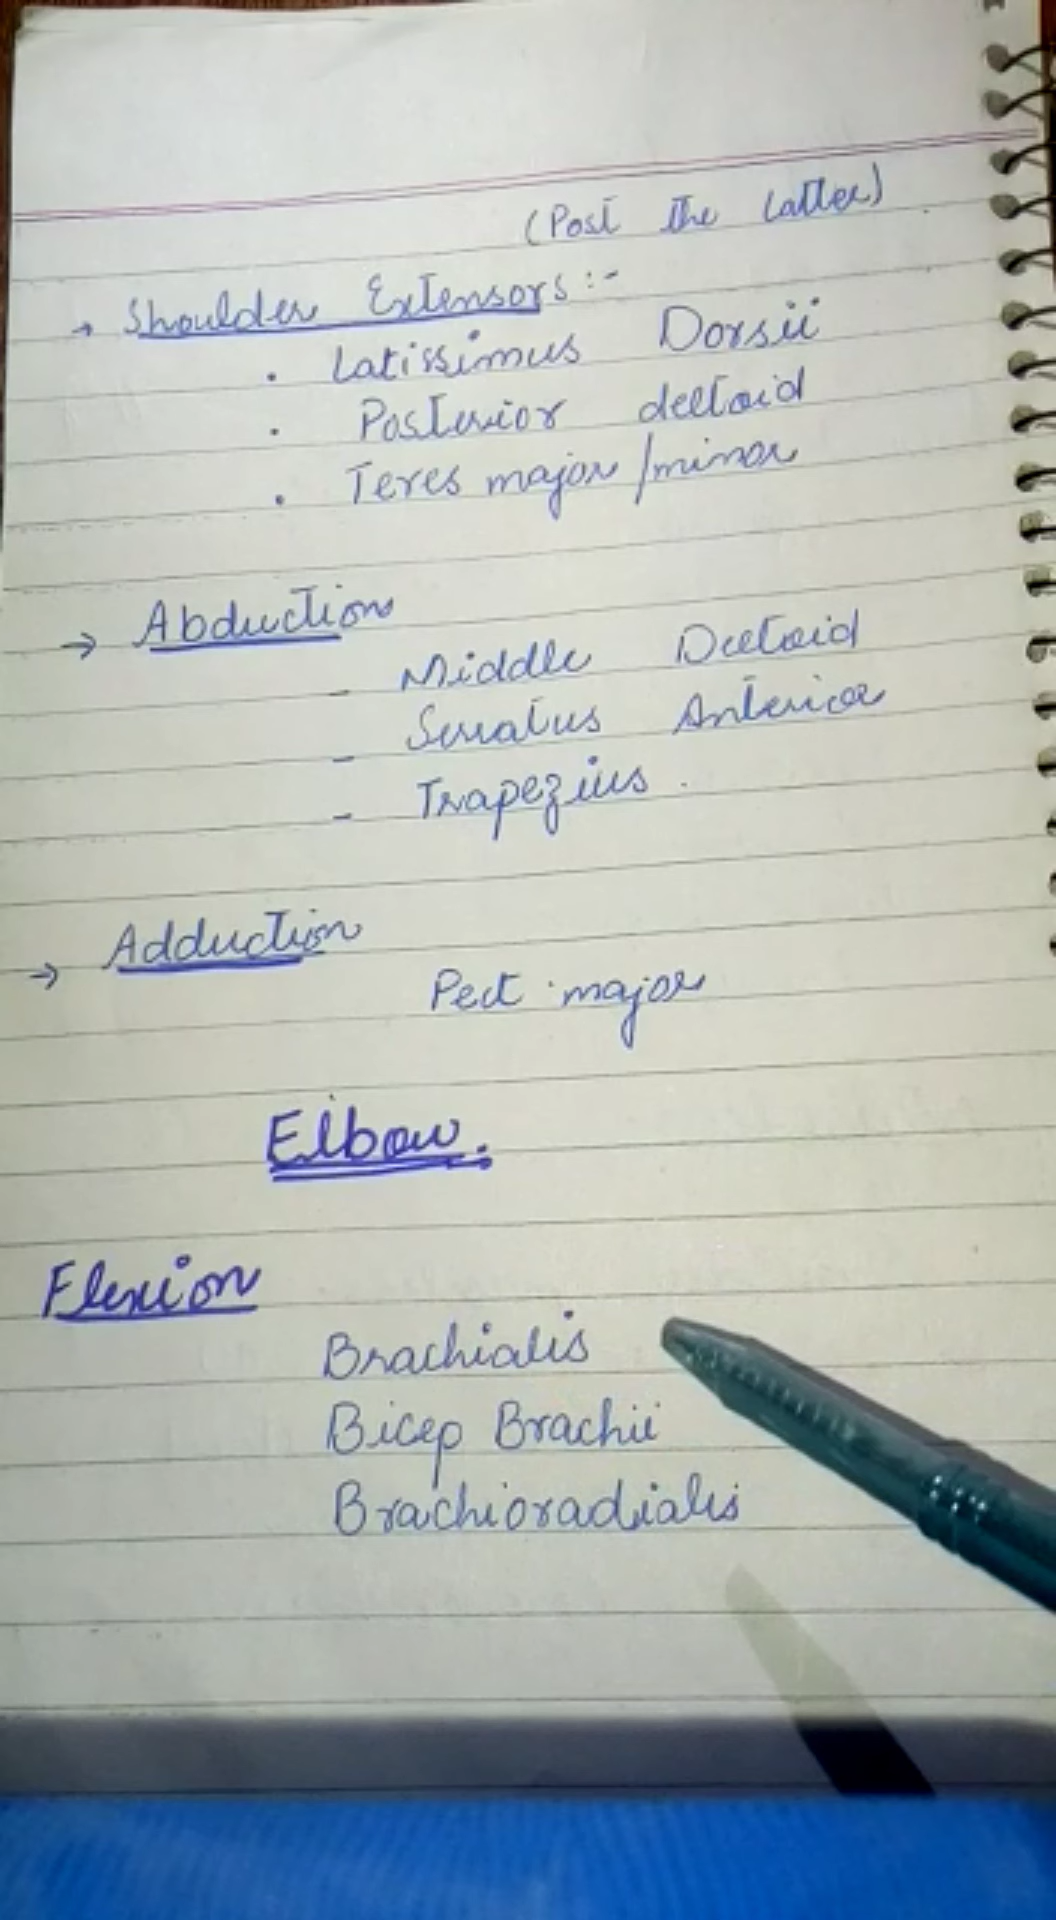 (Post the Latter)
→ Shoulder Extensors:-
. Latissimus Dorsii
. Posterior deltoid
. Teres major/minor
→ Abduction
- Middle Deltoid
- Serratus Anterior
- Trapezius.
→ Adduction
Pect. major
Elbow.
Flexion
Brachialis
Bicep Brachii
Brachioradialis